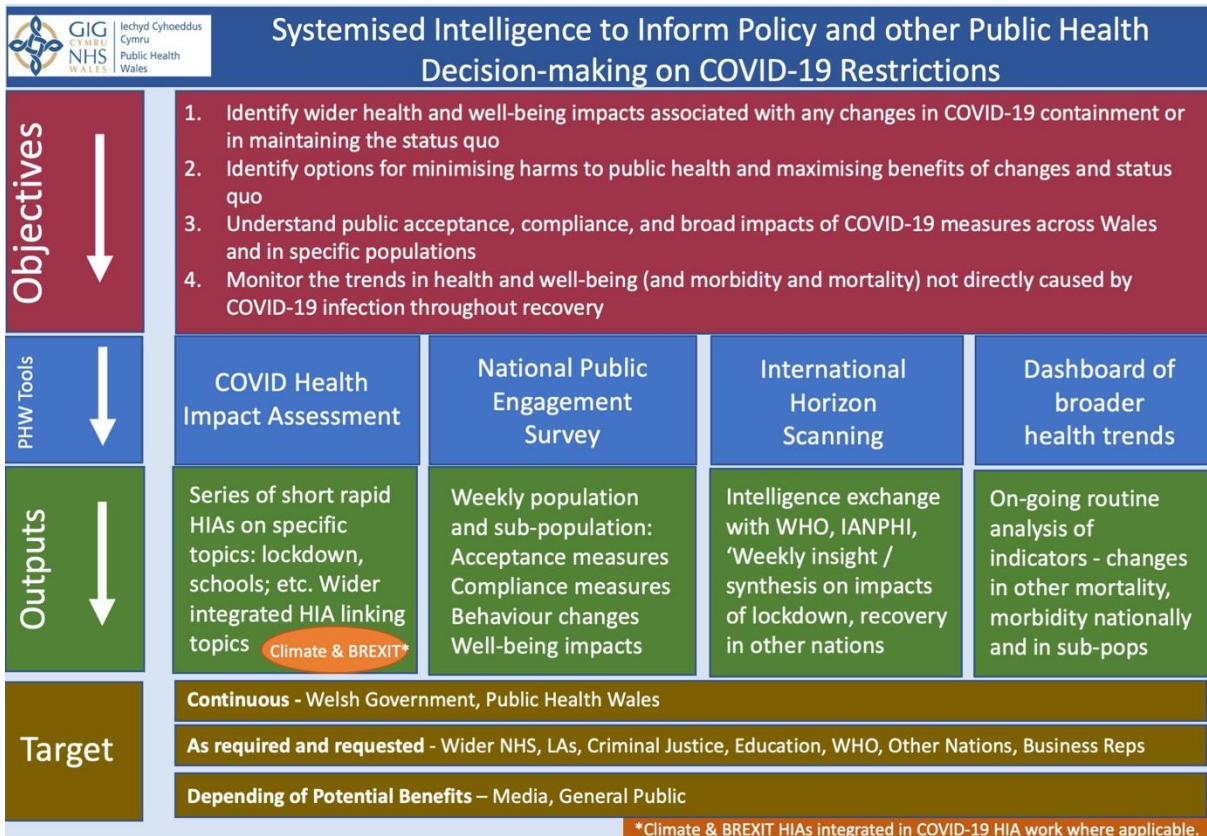 GIG
CYMRU
NHS
WALES
Iechyd Cyhoeddus
Cymru
Public Health
Wales
Systemised Intelligence to Inform Policy and other Public Health
Decision-making on COVID-19 Restrictions
Objectives
1. Identify wider health and well-being impacts associated with any changes in COVID-19 containment or
in maintaining the status quo
2. Identify options for minimising harms to public health and maximising benefits of changes and status
quo
3. Understand public acceptance, compliance, and broad impacts of COVID-19 measures across Wales
and in specific populations
4. Monitor the trends in health and well-being (and morbidity and mortality) not directly caused by
COVID-19 infection throughout recovery
PHW Tools
COVID Health
Impact Assessment
National Public
Engagement
Survey
International
Horizon
Scanning
Dashboard of
broader
health trends
Outputs
Series of short rapid
HIAs on specific
topics: lockdown,
schools; etc. Wider
integrated HIA linking
topics
Climate & BREXIT*
Weekly population
and sub-population:
Acceptance measures
Compliance measures
Behaviour changes
Well-being impacts
Intelligence exchange
with WHO, IANPHI,
‘Weekly insight /
synthesis on impacts
of lockdown, recovery
in other nations
On-going routine
analysis of
indicators - changes
in other mortality,
morbidity nationally
and in sub-pops
Target
Continuous - Welsh Government, Public Health Wales
As required and requested - Wider NHS, LAs, Criminal Justice, Education, WHO, Other Nations, Business Reps
Depending of Potential Benefits – Media, General Public
*Climate & BREXIT HIAs integrated in COVID-19 HIA work where applicable.